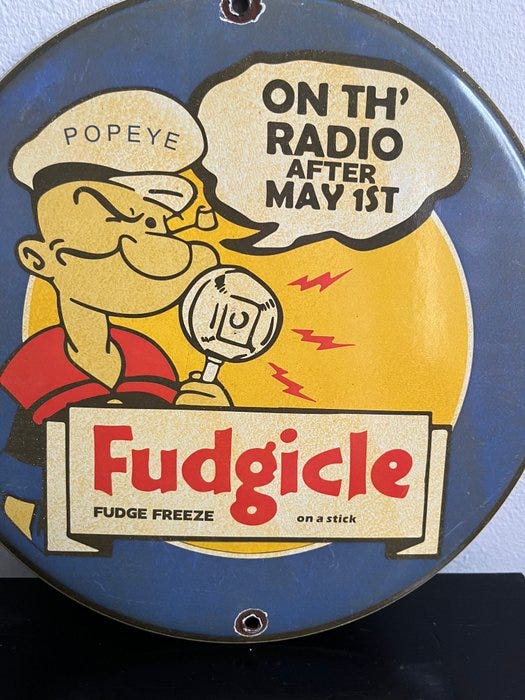 POPEYE
ON TH'
RADIO
AFTER
MAY 1ST
Fudgicle
FUDGE FREEZE on a stick